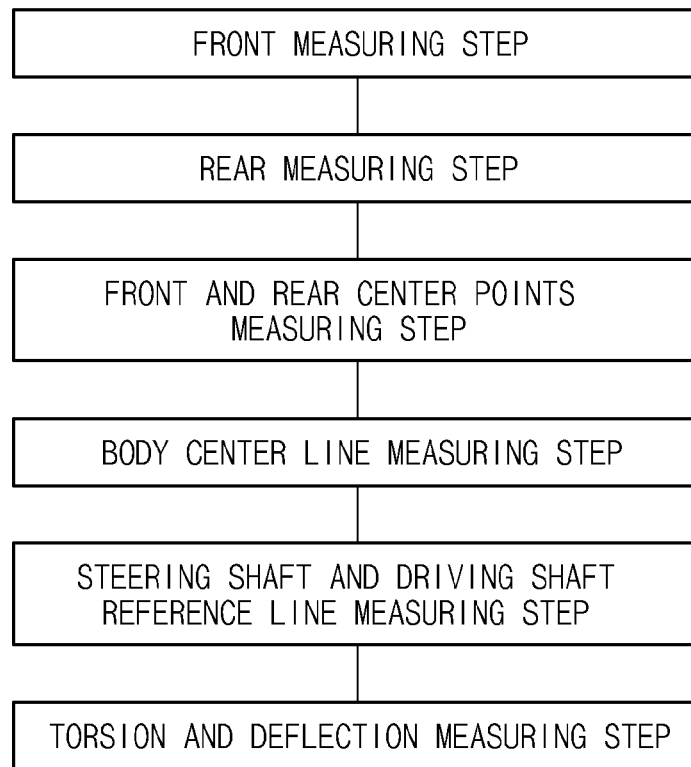 FRONT MEASURING STEP
REAR MEASURING STEP
FRONT AND REAR CENTER POINTS
MEASURING STEP
BODY CENTER LINE MEASURING STEP
STEERING SHAFT AND DRIVING SHAFT
REFERENCE LINE MEASURING STEP
TORSION AND DEFLECTION MEASURING STEP